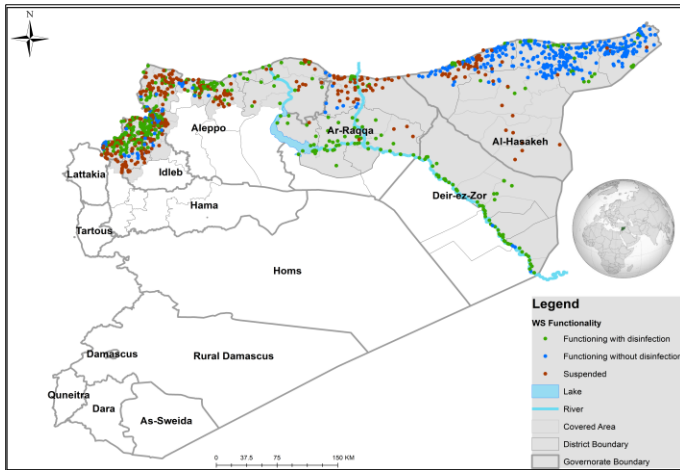 N
Aleppo
Ar-Raqqa
Al-Hasakeh
Lattakia
Idleb
Deir-ez-Zor
Hama
Tartous
Homs
Damascus
Rural Damascus
Quneitra
Dara
As-Sweida
0 37.5 75 150 KM
Legend
WS Functionality
Functioning with disinfection
Functioning without disinfection
Suspended
Lake
River
Covered Area
District Boundary
Governorate Boundary